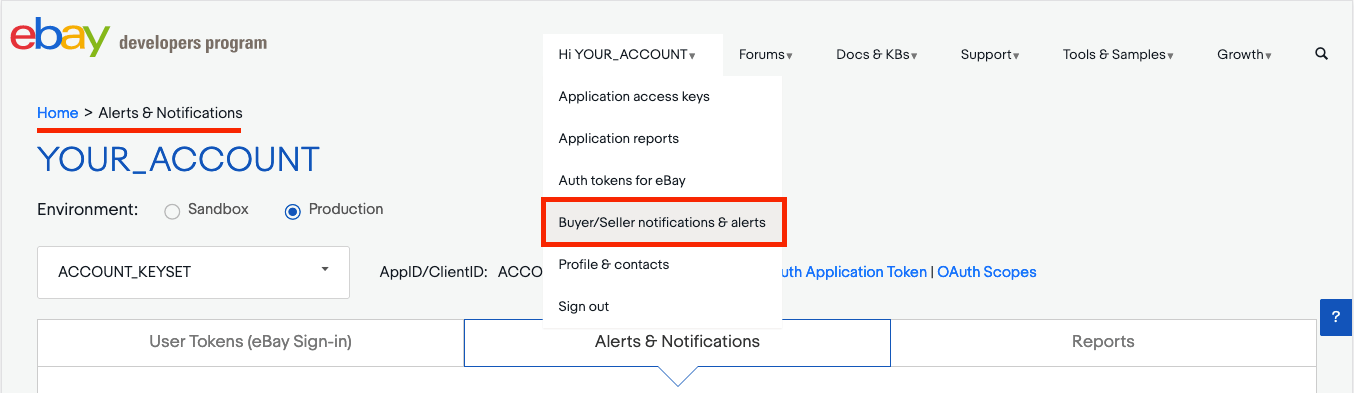 ebay developers program
Hi YOUR_ACCOUNT▾ Forums▾ Docs & KBs▾ Support▾ Tools & Samples▾ Growth▾
Application access keys
Home > Alerts & Notifications
Application reports
YOUR_ACCOUNT
Auth tokens for eBay
Environment: Sandbox Production
Buyer/Seller notifications & alerts
Profile & contacts
ACCOUNT_KEYSET AppID/ClientID: ACCO uth Application Token | OAuth Scopes
Sign out
?
User Tokens (eBay Sign-in) Alerts & Notifications Reports